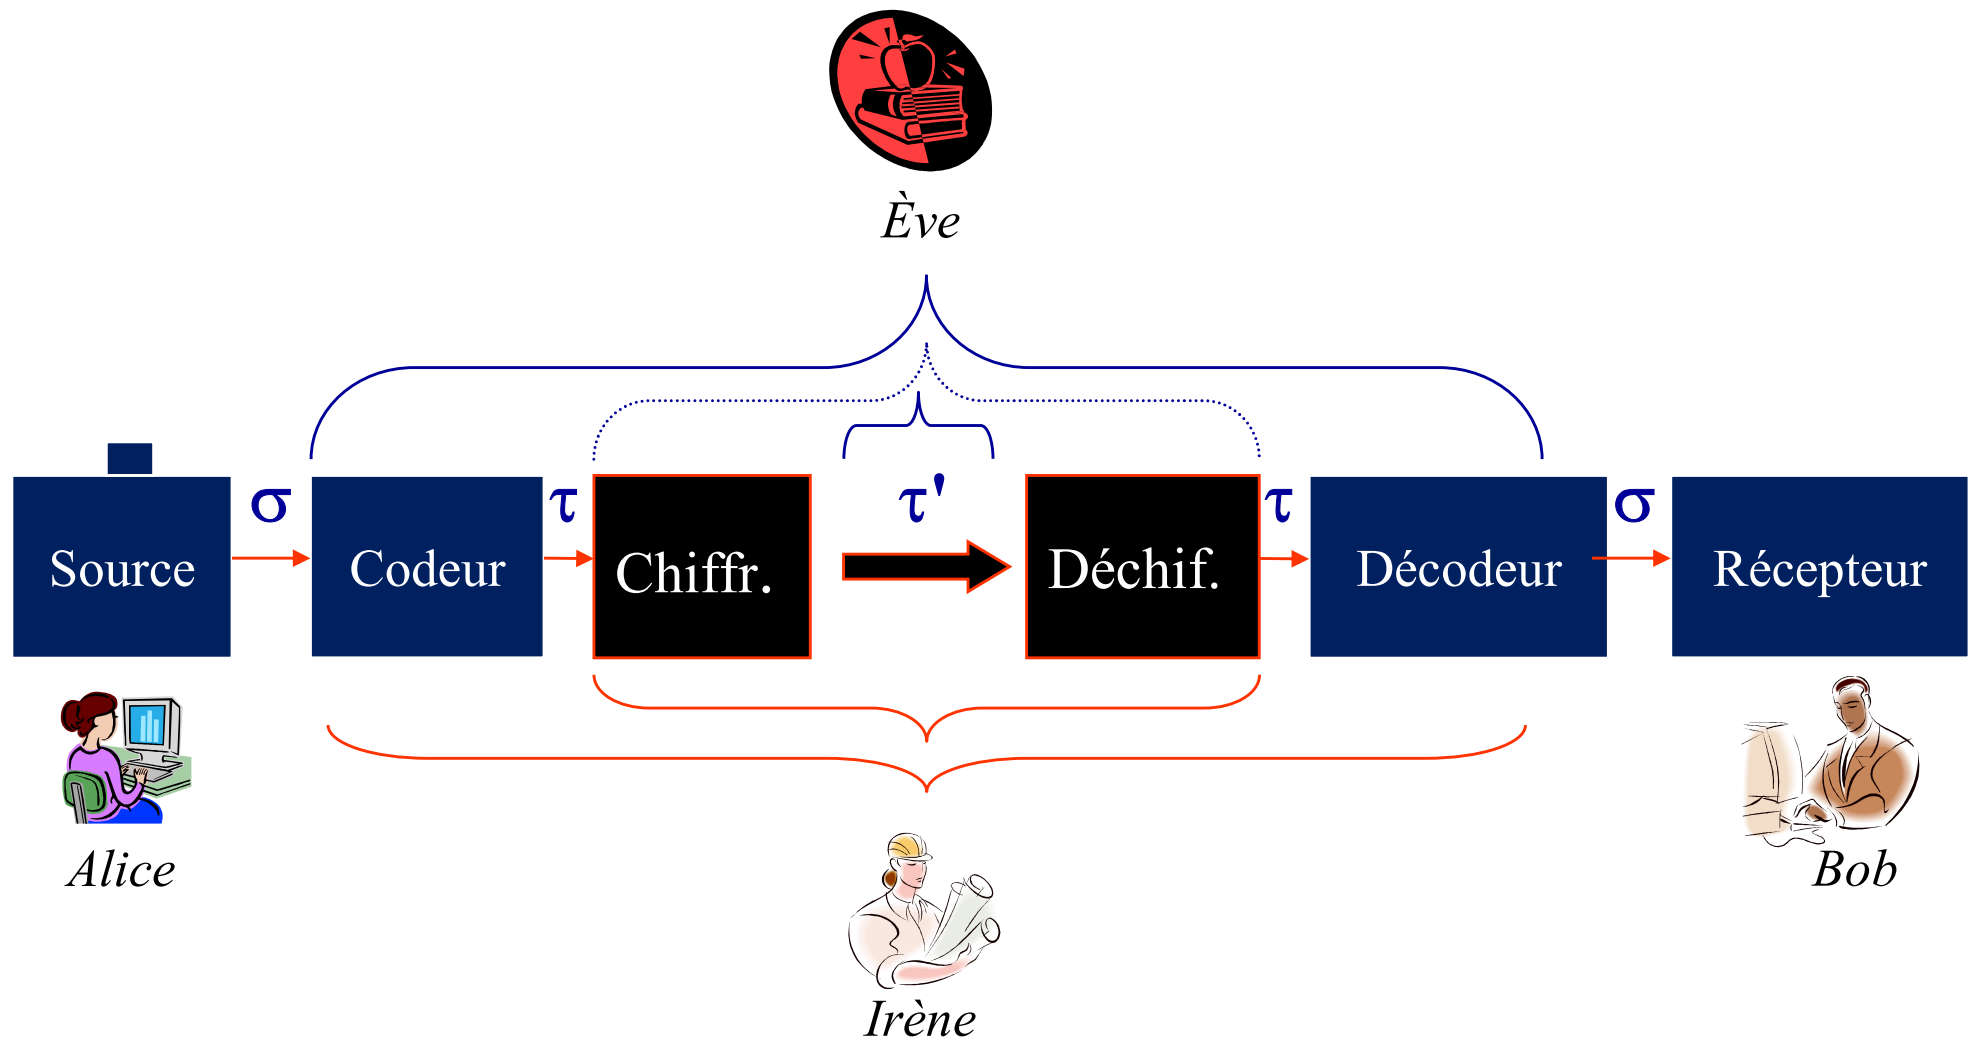 Ève
σ τ τ' τ σ
Source Codeur Chiffr. Déchif. Décodeur Récepteur
Alice
Bob
Irène